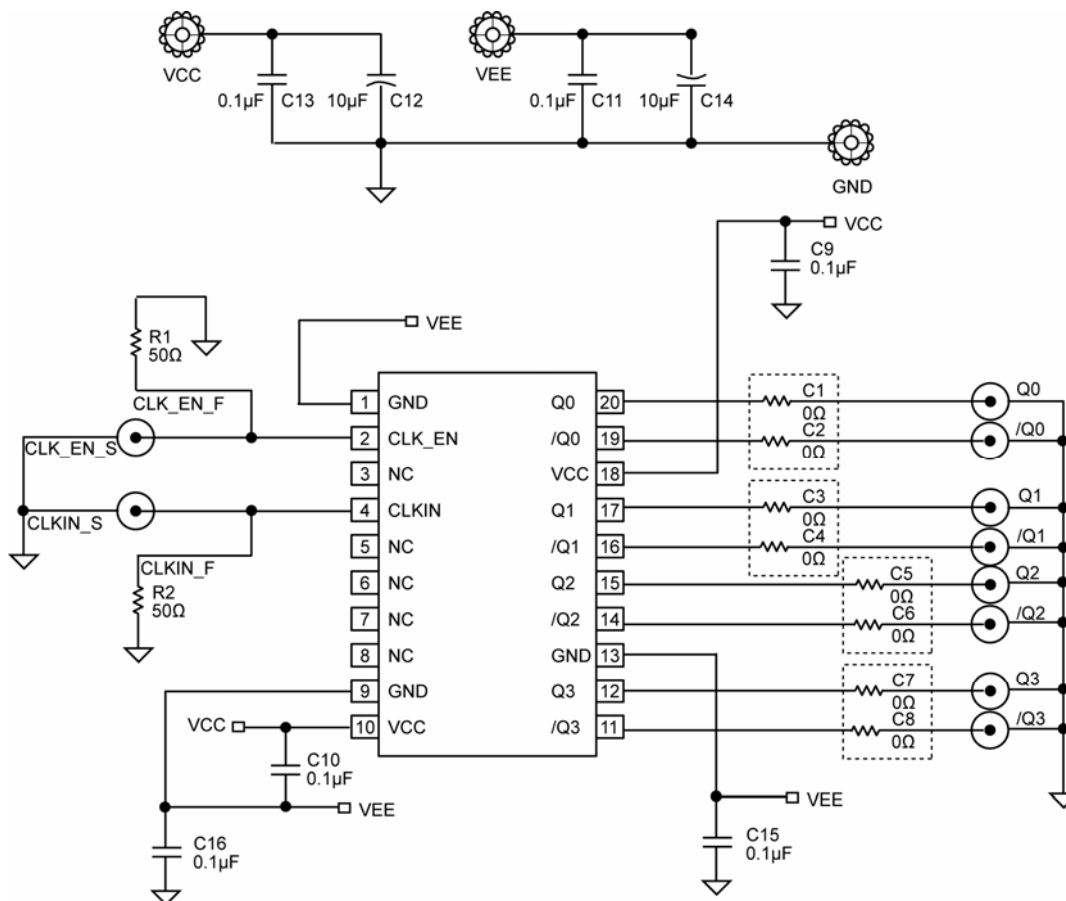 VCC
0.1µF C13
10µF C12
VEE
0.1µF C11
10µF C14
GND
VCC
C9
0.1µF
R1
50Ω
VEE
CLK_EN_F
CLK_EN_S
CLKIN_S
CLKIN_F
R2
50Ω
1 GND
2 CLK_EN
3 NC
4 CLKIN
5 NC
6 NC
7 NC
8 NC
9 GND
10 VCC
Q0 20
/Q0 19
VCC 18
Q1 17
/Q1 16
Q2 15
/Q2 14
GND 13
Q3 12
/Q3 11
C1
0Ω
C2
0Ω
C3
0Ω
C4
0Ω
C5
0Ω
C6
0Ω
C7
0Ω
C8
0Ω
Q0
/Q0
Q1
/Q1
Q2
/Q2
Q3
/Q3
VCC
C10
0.1µF
VEE
C16
0.1µF
VEE
C15
0.1µF